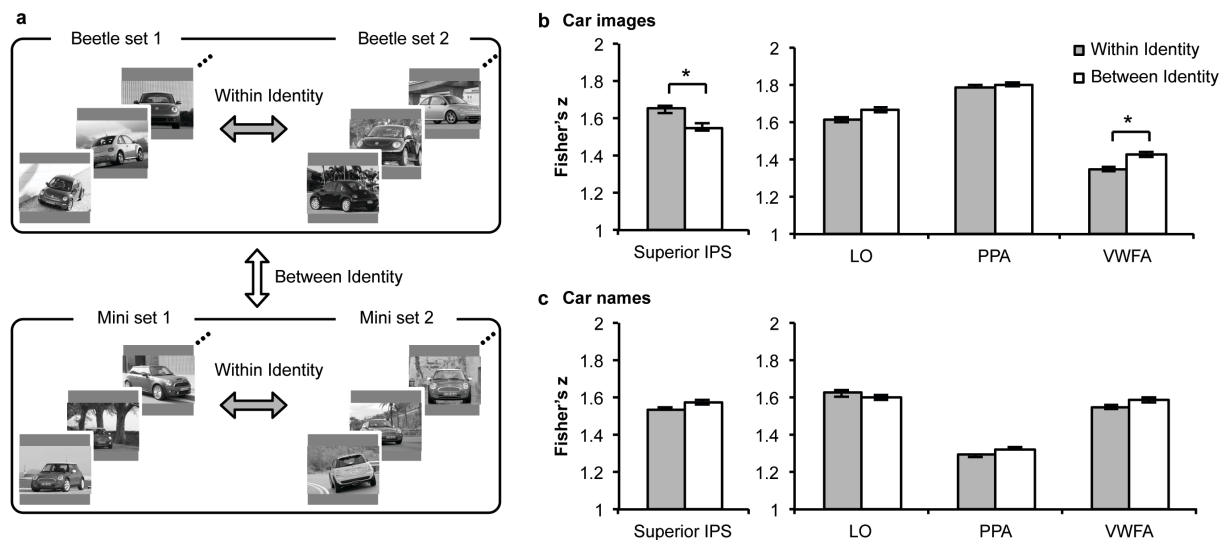 a
Beetle set 1
Beetle set 2
Within Identity
Between Identity
Mini set 1
Mini set 2
Within Identity
b Car images
2
1.8
1.6
1.4
1.2
1
Fisher's z
*
Superior IPS
2
1.8
1.6
1.4
1.2
1
*
LO
PPA
VWFA
Within Identity
Between Identity
c Car names
2
1.8
1.6
1.4
1.2
1
Fisher's z
Superior IPS
2
1.8
1.6
1.4
1.2
1
LO
PPA
VWFA